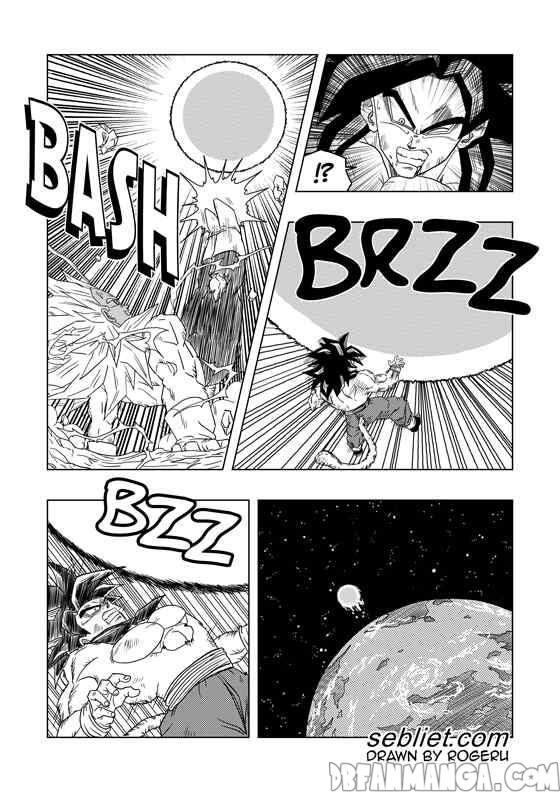 BASH
!?
BRZZ
BZZ
sebliet.com
DRAWN BY ROGERU
DBFANMANGA.COM